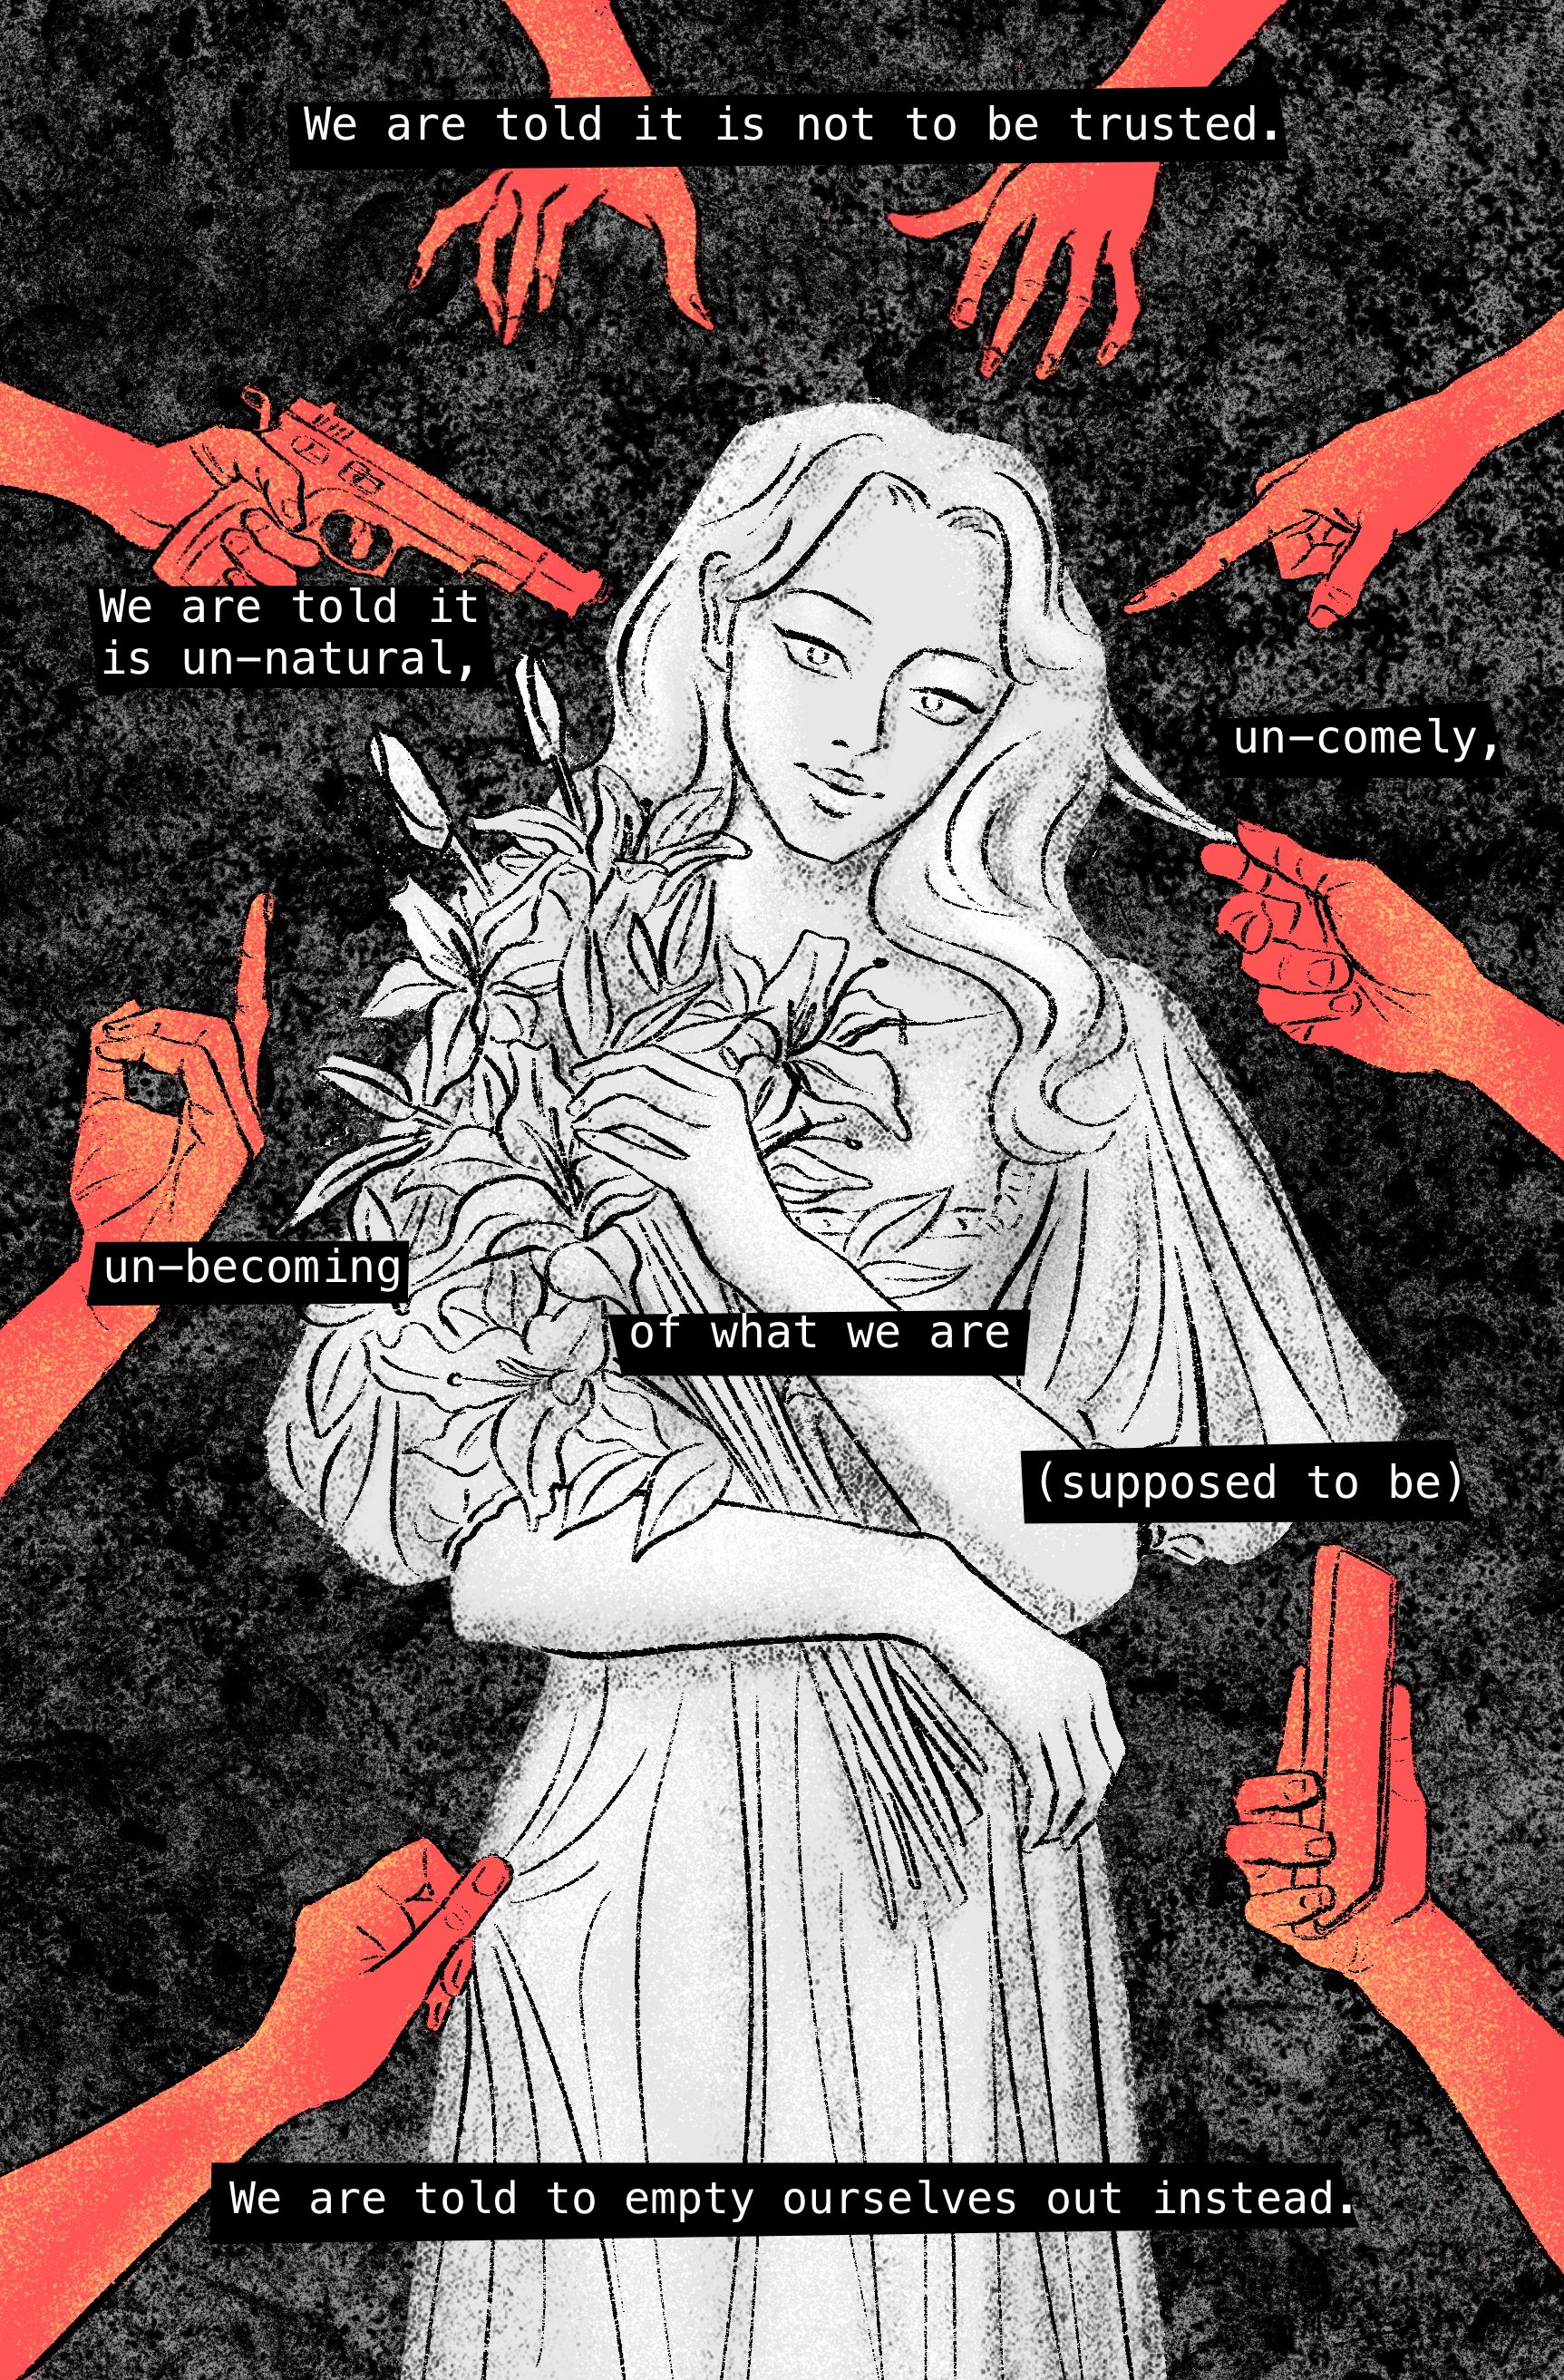 We are told it is not to be trusted.
We are told it
is un-natural,
un-comely,
un-becoming
of what we are
(supposed to be)
We are told to empty ourselves out instead.